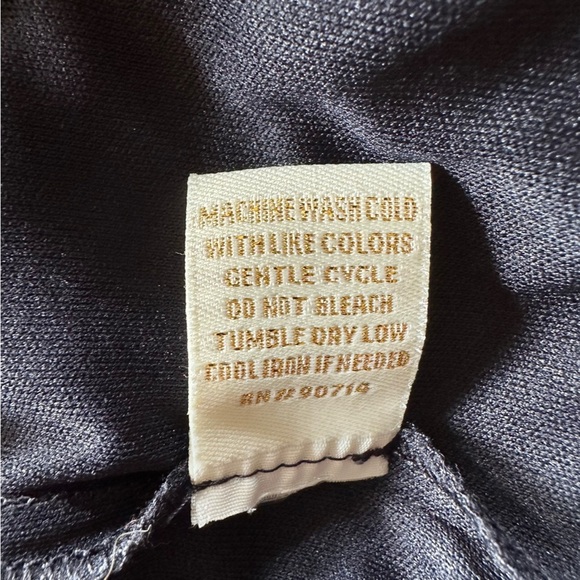 MACHINE WASH COLD
WITH LIKE COLORS
GENTLE CYCLE
DO NOT BLEACH
TUMBLE DRY LOW
COOL IRON IF NEEDED
RN # 90714